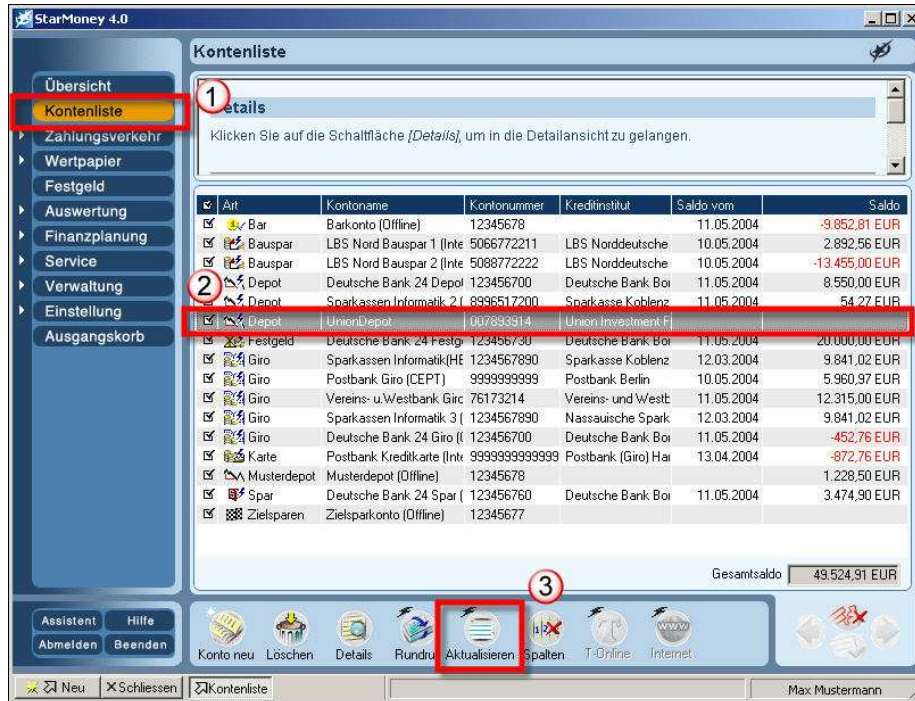 StarMoney 4.0
Kontenliste
Übersicht
Kontenliste
Zahlungsverkehr
Wertpapier
Festgeld
Auswertung
Finanzplanung
Service
Verwaltung
Einstellung
Ausgangskorb
1
etails
Klicken Sie auf die Schaltfläche [Details], um in die Detailansicht zu gelangen.
Art Kontoname Kontonummer Kreditinstitut Saldo vom Saldo
Bar Barkonto (Offline) 12345678 11.05.2004 -9.852,81 EUR
Bauspar LBS Nord Bauspar 1 (Inte 5066772211 LBS Norddeutsche 10.05.2004 2.892,56 EUR
Bauspar LBS Nord Bauspar 2 (Inte 5088772222 LBS Norddeutsche 10.05.2004 -13.455,00 EUR
2
Depot Deutsche Bank 24 Depot 123456700 Deutsche Bank Bo 11.05.2004 8.550,00 EUR
Depot Sparkassen Informatik 2 ( 8996517200 Sparkasse Koblenz 11.05.2004 54,27 EUR
Depot UnionDepot 007893914 Union Investment F
Festgeld Deutsche Bank 24 Festg 123456730 Deutsche Bank Bo 11.05.2004 20.000,00 EUR
Giro Sparkassen Informatik(HB 1234567890 Sparkasse Koblenz 12.03.2004 9.841,02 EUR
Giro Postbank Giro (CEPT) 9999999999 Postbank Berlin 10.05.2004 5.960,97 EUR
Giro Vereins- u.Westbank Giro 76173214 Vereins- und Westb 11.05.2004 12.315,00 EUR
Giro Sparkassen Informatik 3 ( 1234567890 Nassauische Spark 12.03.2004 9.841,02 EUR
Giro Deutsche Bank 24 Giro (( 123456700 Deutsche Bank Bo 11.05.2004 -452,76 EUR
Karte Postbank Kreditkarte (Inte 9999999999999 Postbank (Giro) Ha 13.04.2004 -872,76 EUR
Musterdepot Musterdepot (Offline) 12345678 1.228,50 EUR
Spar Deutsche Bank 24 Spar ( 123456760 Deutsche Bank Bo 11.05.2004 3.474,90 EUR
Zielsparen Zielsparkonto (Offline) 12345677
Gesamtsaldo 49.524,91 EUR
3
Assistent Hilfe
Abmelden Beenden
Konto neu Löschen Details Rundru Aktualisieren Spalten T-Online Internet
www
Neu Schliessen Kontenliste Max Mustermann